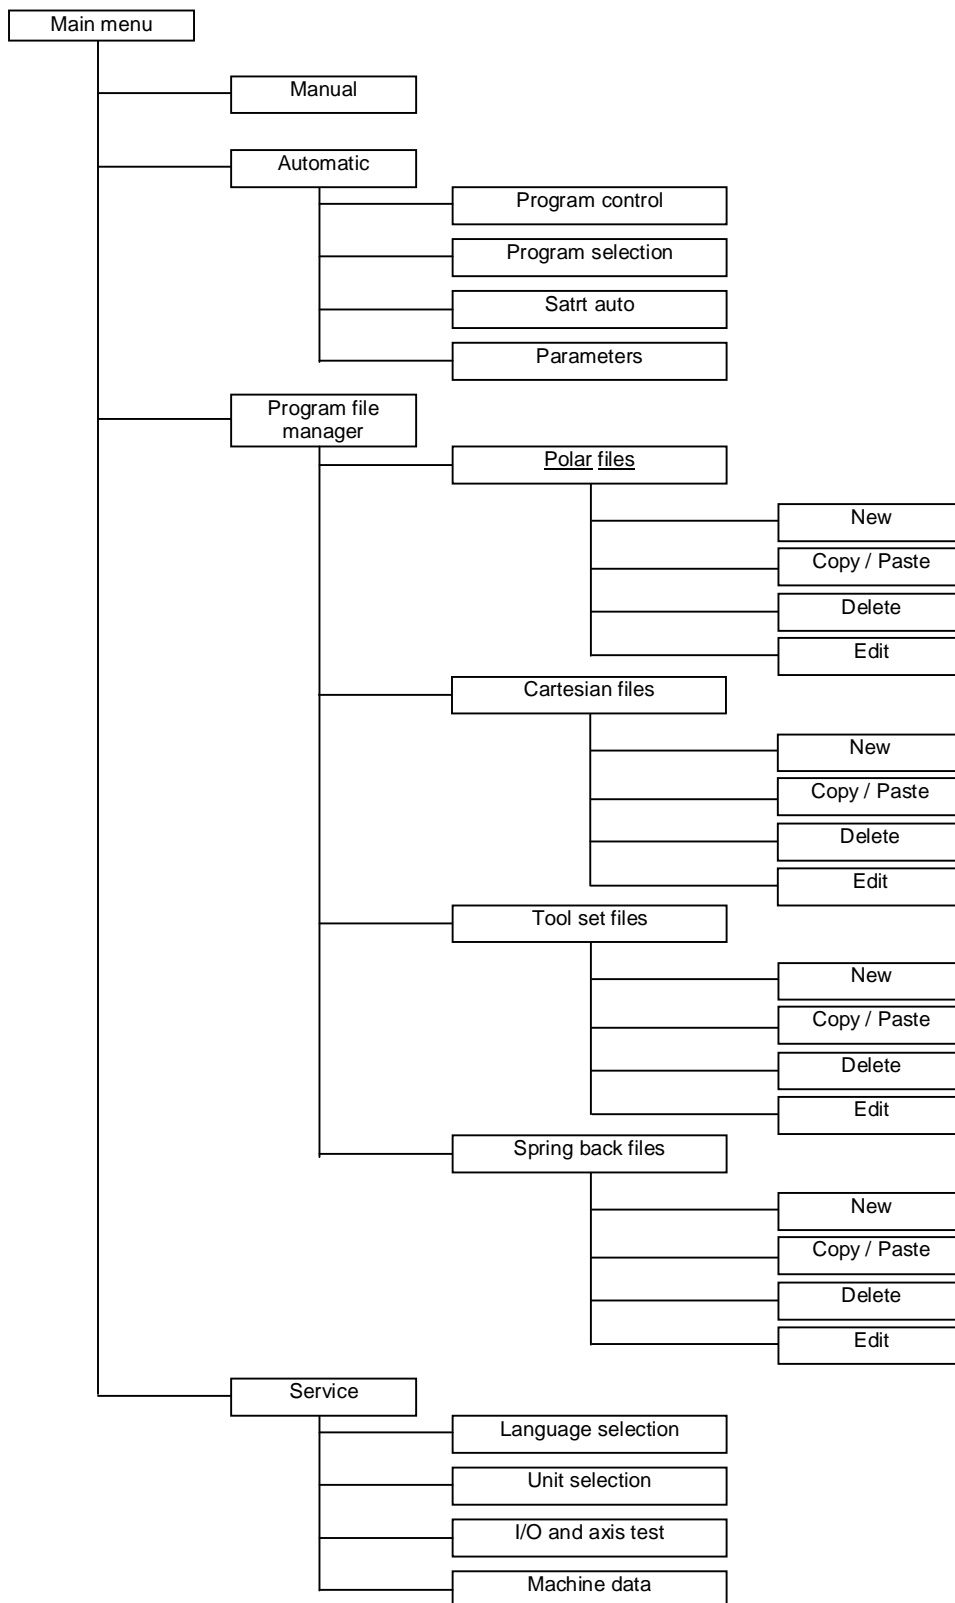 Main menu
Manual
Automatic
Program control
Program selection
Satrt auto
Parameters
Program file
manager
Polar files
New
Copy / Paste
Delete
Edit
Cartesian files
New
Copy / Paste
Delete
Edit
Tool set files
New
Copy / Paste
Delete
Edit
Spring back files
New
Copy / Paste
Delete
Edit
Service
Language selection
Unit selection
I/O and axis test
Machine data